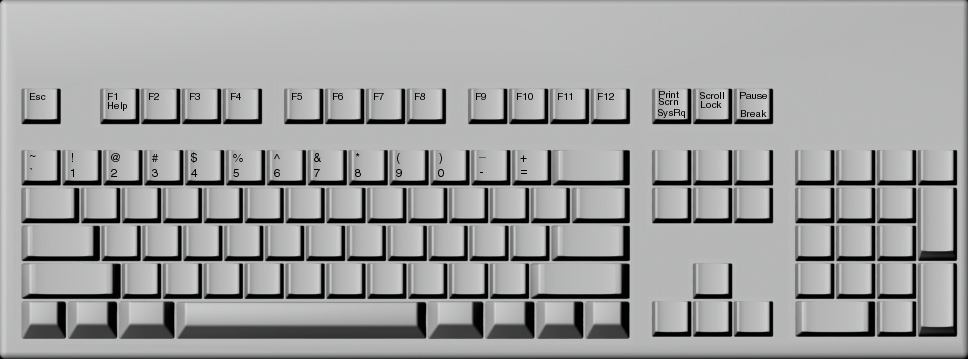 Esc F1 F2 F3 F4 F5 F6 F7 F8 F9 F10 F11 F12 Print Scroll Pause
Help Scrn Lock
SysRq Break
~ ! @ # $ % ^ & * ( ) _ +
` 1 2 3 4 5 6 7 8 9 0 - =